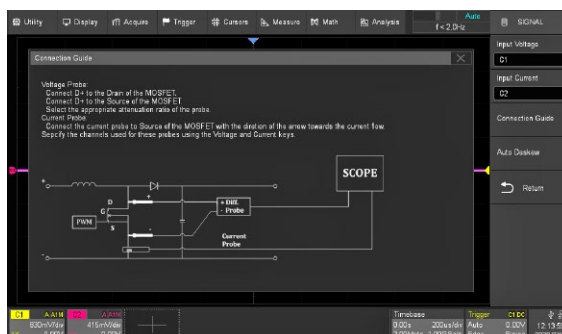 Utility
Display
Acquire
Trigger
Cursors
Measure
Math
Analysis
Auto
f < 2.0Hz
SIGNAL
Connection Guide
Input Voltage
C1
Input Current
C2
Connection Guide
Auto Deskew
Return
Voltage Probe:
Connect D+ to the Drain of the MOSFET.
Connect D+ to the Source of the MOSFET.
Select the appropriate attenuation ratio of the probe.
Current Probe:
Connect the current probe to Source of the MOSFET with the diretion of the arrow towards the current flow.
Sepcify the channels used for these probes using the Voltage and Current keys.
SCOPE
D
G
S
PWM
+
-
+
-
Probe
Current
Probe
C1
C2
830mV/div
415mV/div
0.00V
Timebase
0.00s 200us/div
Trigger
C1 DC
Auto
0.00V